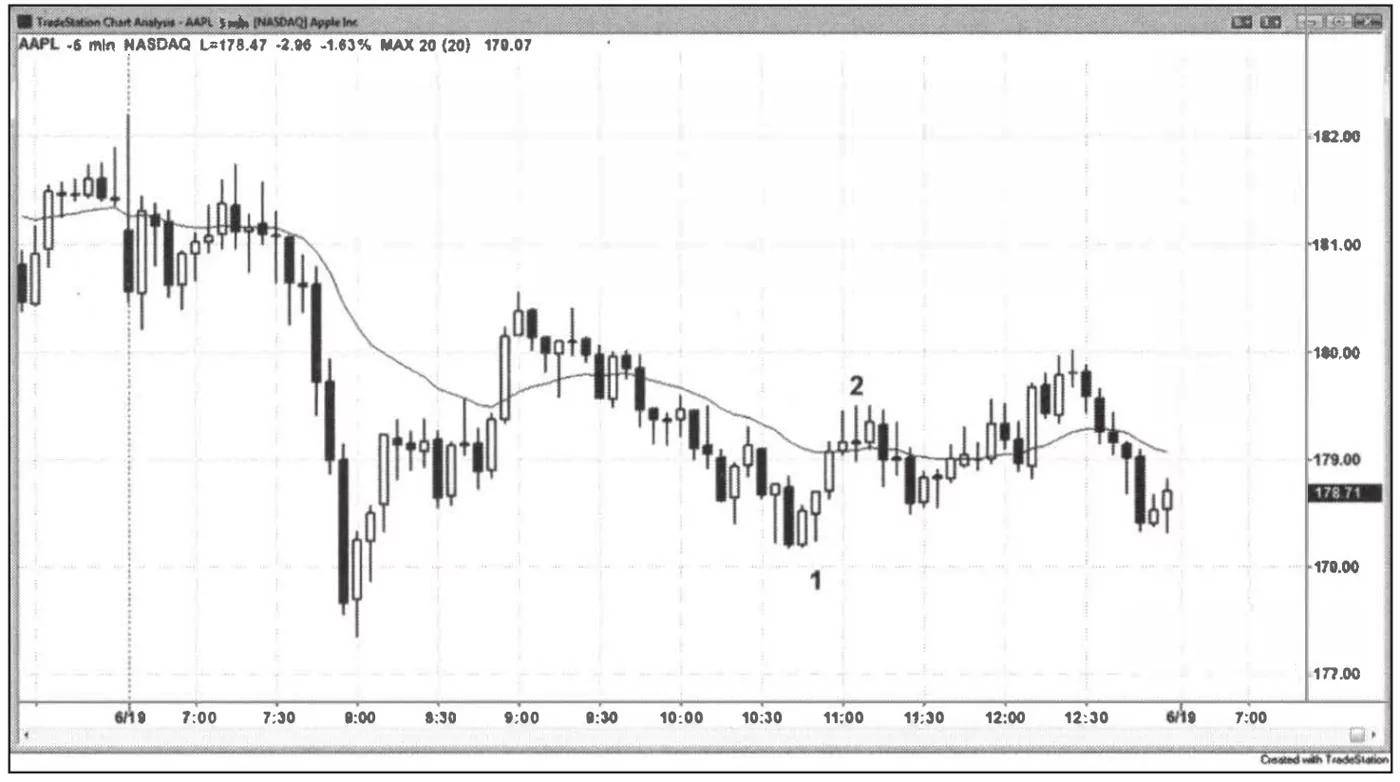 TradeStation Chart Analysis - AAPL 5 min [NASDAQ] Apple Inc
AAPL -5 min NASDAQ L=178.47 -2.96 -1.63% MAX 20 (20) 179.07
182.00
181.00
180.00
2
179.00
178.71
1
178.00
177.00
6/19 7:00 7:30 8:00 8:30 9:00 9:30 10:00 10:30 11:00 11:30 12:00 12:30 6/19 7:00
Created with TradeStation